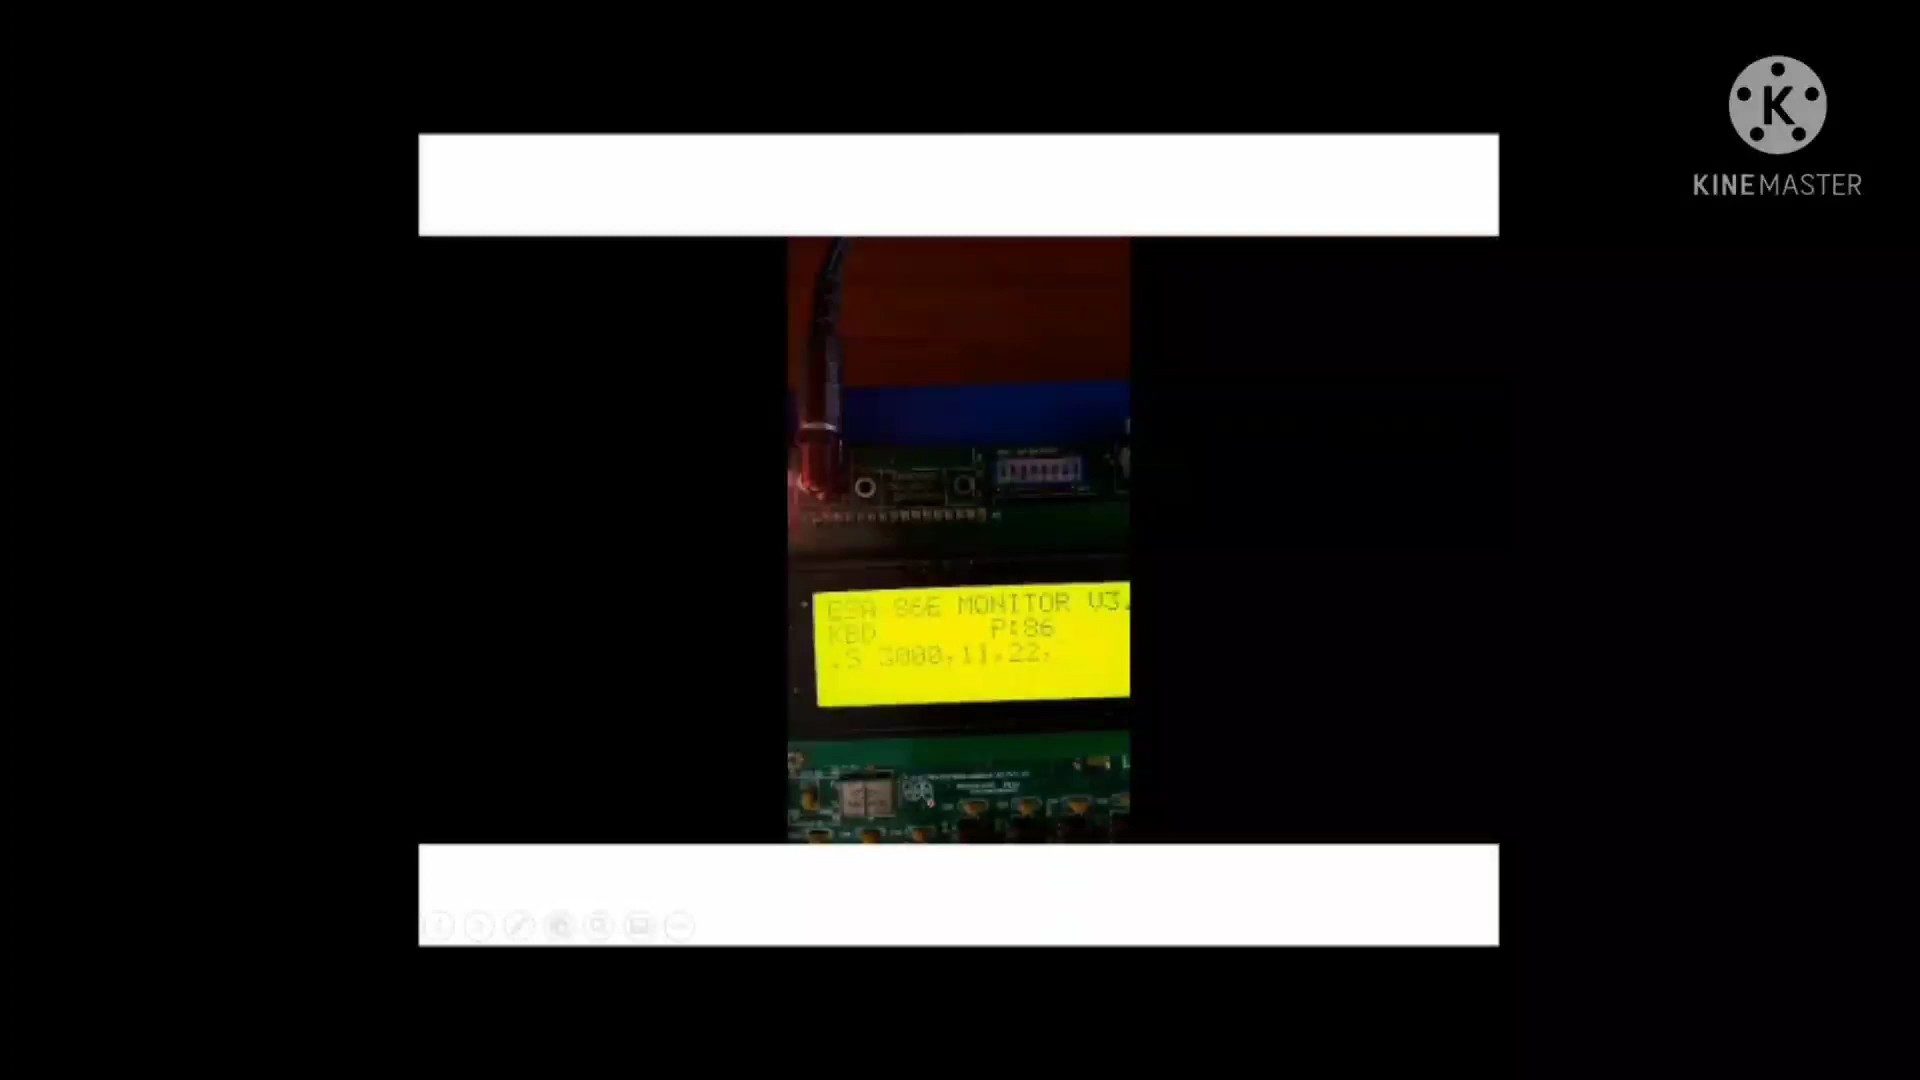 KINEMASTER
ESA 86E MONITOR V3.
KBD P:86
.S 3000,11,22,